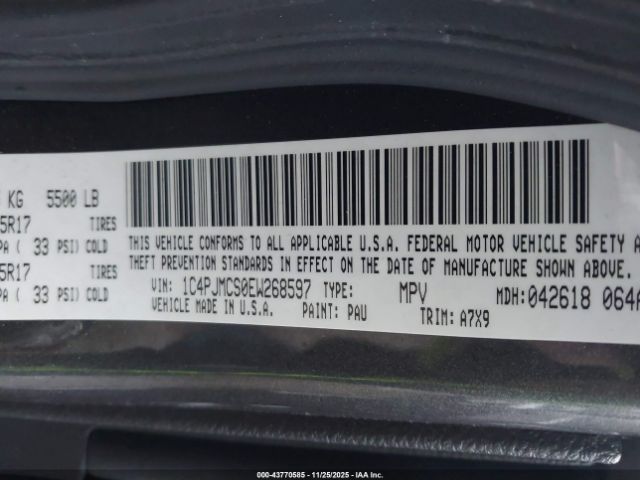 KG 5500 LB
5R17 TIRES
PA ( 33 PSI) COLD
5R17 TIRES
PA ( 33 PSI) COLD
THIS VEHICLE CONFORMS TO ALL APPLICABLE U.S.A. FEDERAL MOTOR VEHICLE SAFETY A
THEFT PREVENTION STANDARDS IN EFFECT ON THE DATE OF MANUFACTURE SHOWN ABOVE.
VIN: 1C4PJMCS0EW268597 TYPE: MPV MDH: 042618 064A
VEHICLE MADE IN U.S.A. PAINT: PAU TRIM: A7X9
000-43770585 - 11/25/2025 - IAA Inc.